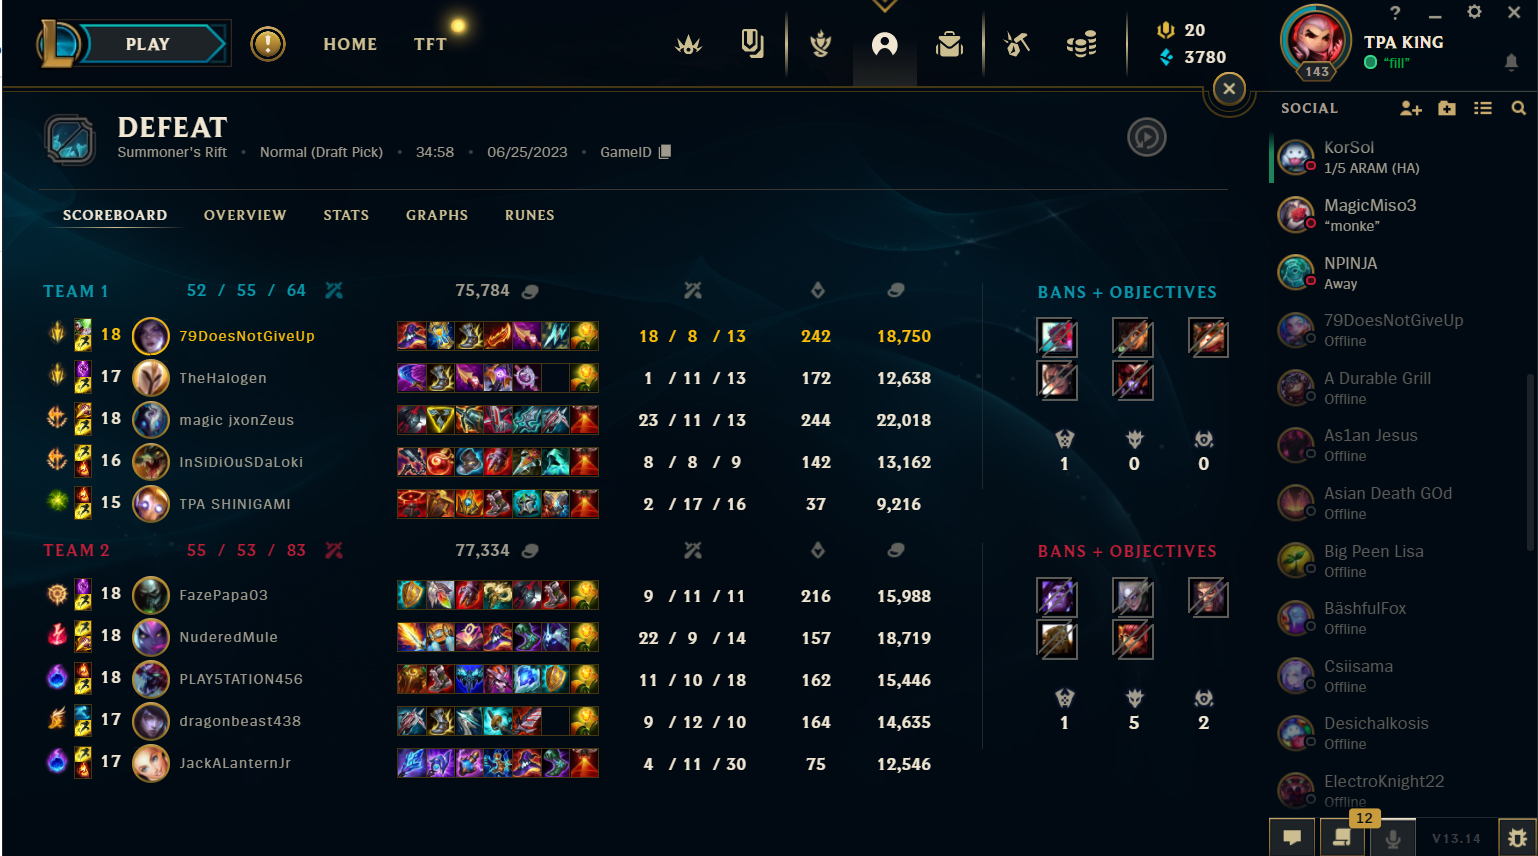 PLAY
HOME
TFT
20
3780
143
TPA K1NG
“fill”
DEFEAT
Summoner's Rift • Normal (Draft Pick) • 34:58 • 06/25/2023 • GameID
SCOREBOARD OVERVIEW STATS GRAPHS RUNES
TEAM 1 52 / 55 / 64 75,784
18 79DoesNotGiveUp 18 / 8 / 13 242 18,750
17 TheHalogen 1 / 11 / 13 172 12,638
18 magic jxonZeus 23 / 11 / 13 244 22,018
16 InSiDiOuSDaLoki 8 / 8 / 9 142 13,162
15 TPA SHINIGAMI 2 / 17 / 16 37 9,216
BANS + OBJECTIVES
1 0 0
TEAM 2 55 / 53 / 83 77,334
18 FazePapa03 9 / 11 / 11 216 15,988
18 NuderedMule 22 / 9 / 14 157 18,719
18 PLAY5TATION456 11 / 10 / 18 162 15,446
17 dragonbeast438 9 / 12 / 10 164 14,635
17 JackALanternJr 4 / 11 / 30 75 12,546
BANS + OBJECTIVES
1 5 2
SOCIAL
KorSol
1/5 ARAM (HA)
MagicMiso3
“monke”
NPINJA
Away
79DoesNotGiveUp
Offline
A Durable Grill
Offline
As1an Jesus
Offline
Asian Death GOd
Offline
Big Peen Lisa
Offline
BäshfulFox
Offline
Csiisama
Offline
Desichalkosis
Offline
ElectroKnight22
Offline
12
V13.14